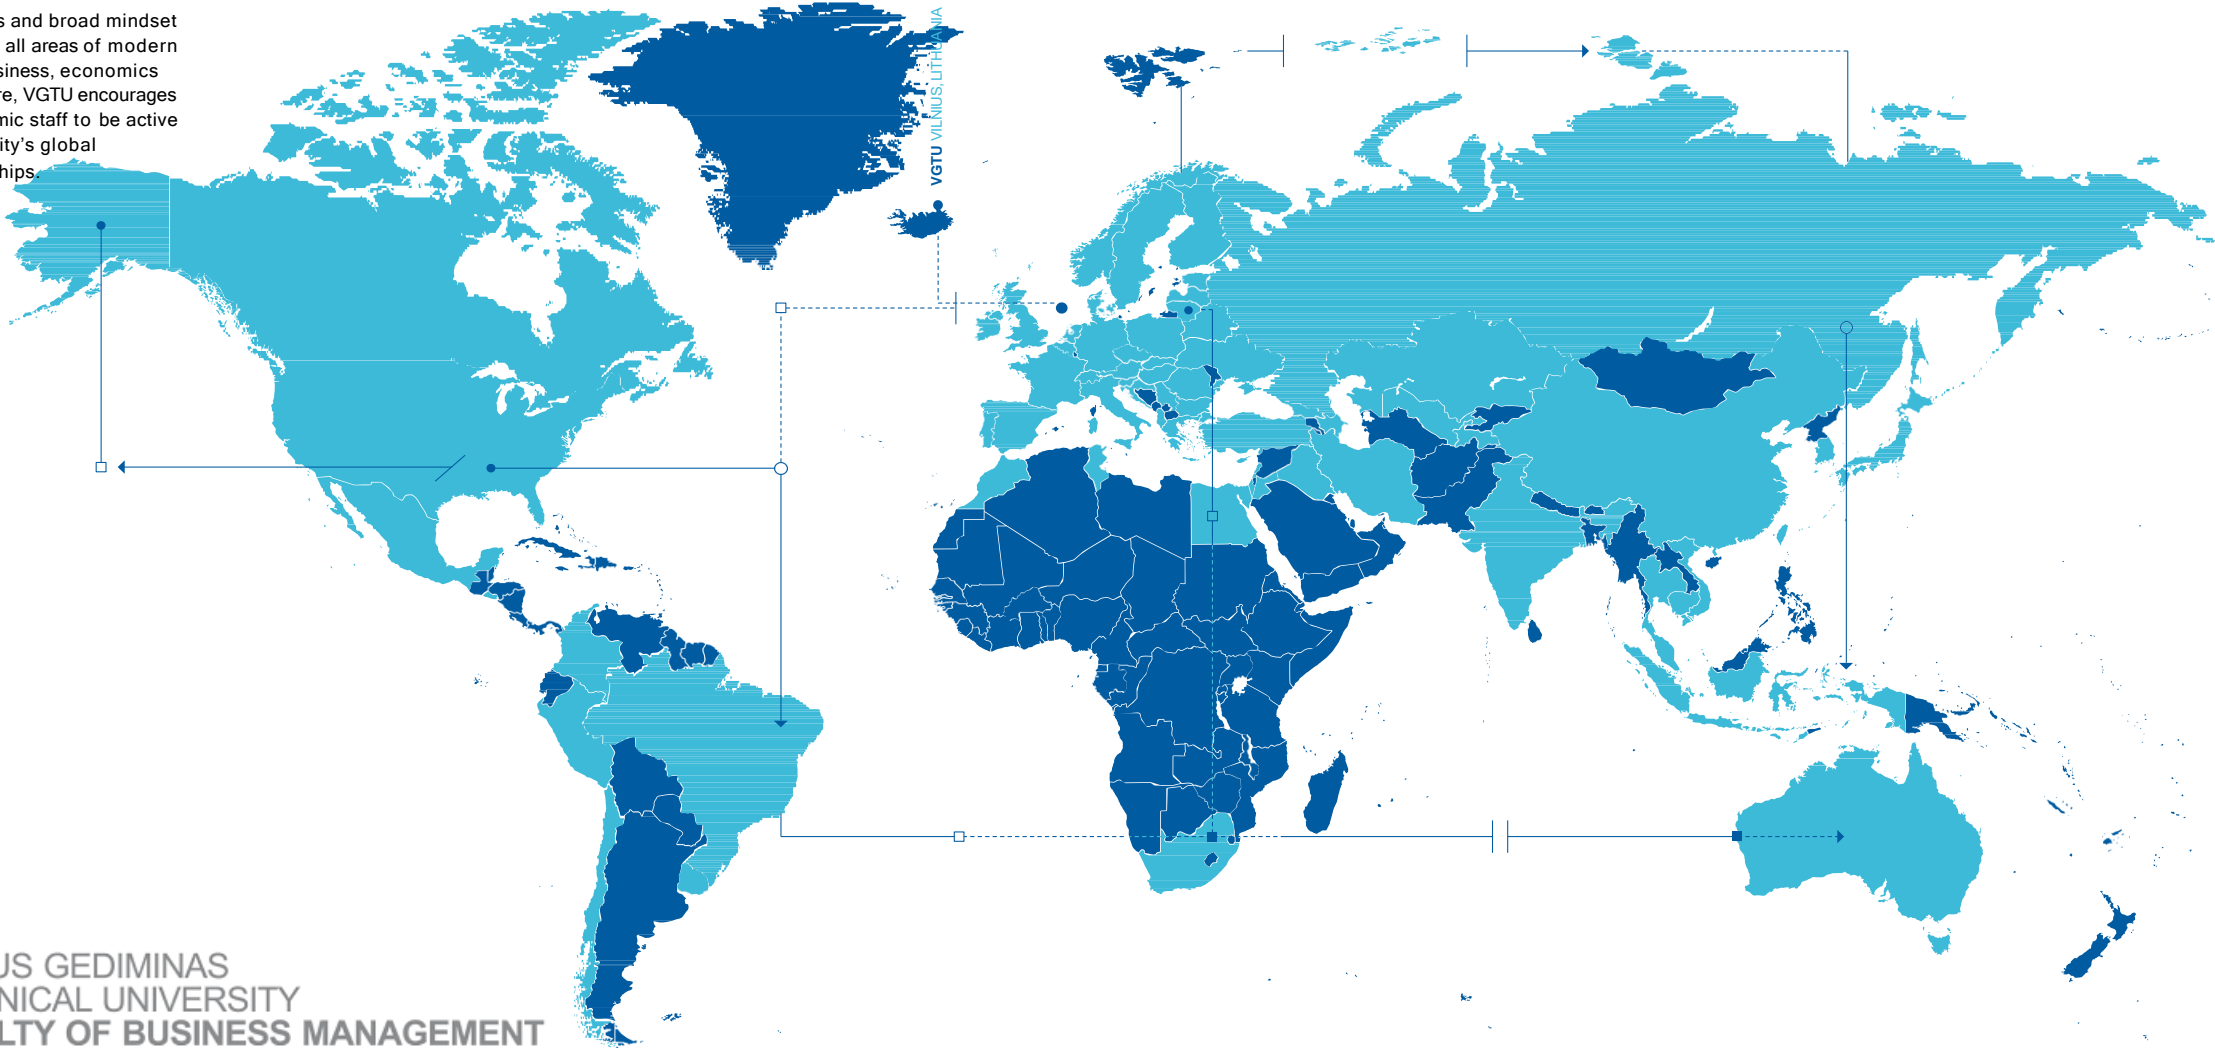 s and broad mindset
all areas of modern
siness, economics
re, VGTU encourages
mic staff to be active
ity's global
hips.
VGTU VILNIUS, LITHUANIA
US GEDIMINAS
NICAL UNIVERSITY
LTY OF BUSINESS MANAGEMENT